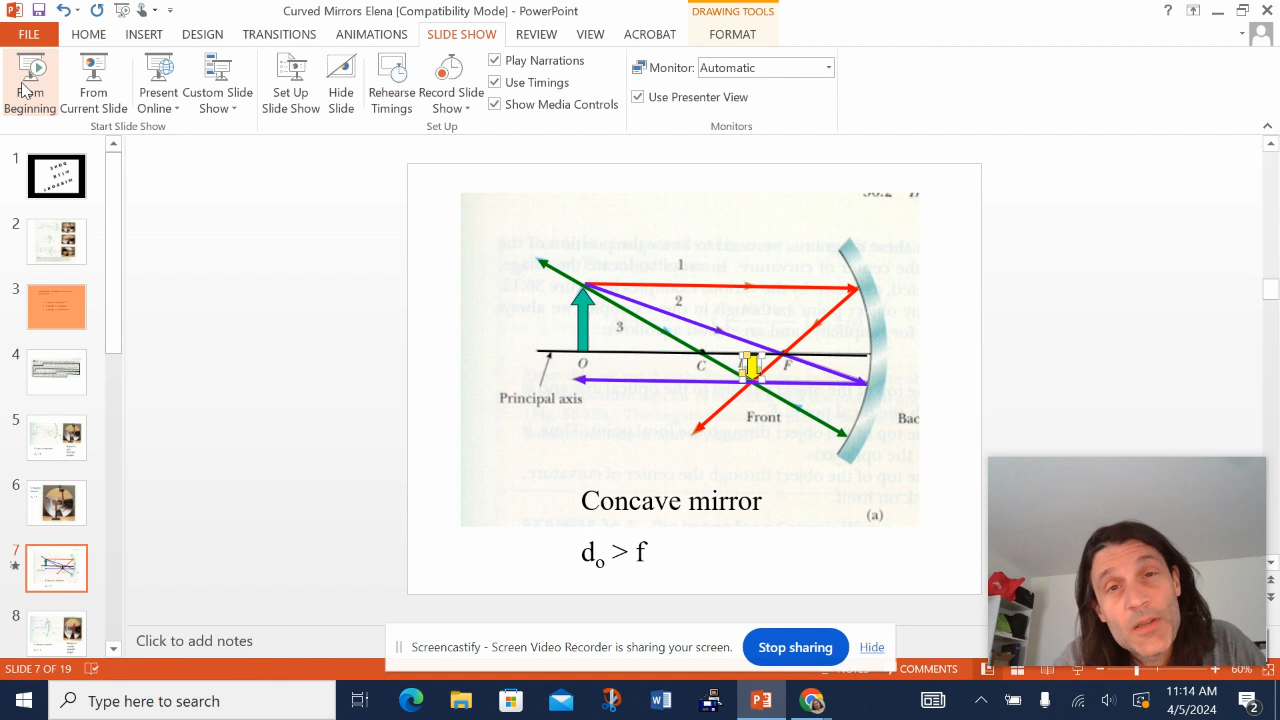 Curved Mirrors Elena [Compatibility Mode] - PowerPoint
DRAWING TOOLS
FILE HOME INSERT DESIGN TRANSITIONS ANIMATIONS SLIDE SHOW REVIEW VIEW ACROBAT FORMAT
From Beginning
From Current Slide
Present Online
Custom Slide Show
Set Up Slide Show
Hide Slide
Rehearse Timings
Record Slide Show
Play Narrations
Use Timings
Show Media Controls
Monitor: Automatic
Use Presenter View
Start Slide Show
Set Up
Monitors
1
2
3
4
5
6
7
8
1
2
3
O
C
F
Principal axis
Front
Bac
(a)
Concave mirror
do > f
Click to add notes
Screencastify - Screen Video Recorder is sharing your screen.
Stop sharing
Hide
SLIDE 7 OF 19
COMMENTS
60%
Type here to search
11:14 AM
4/5/2024
2